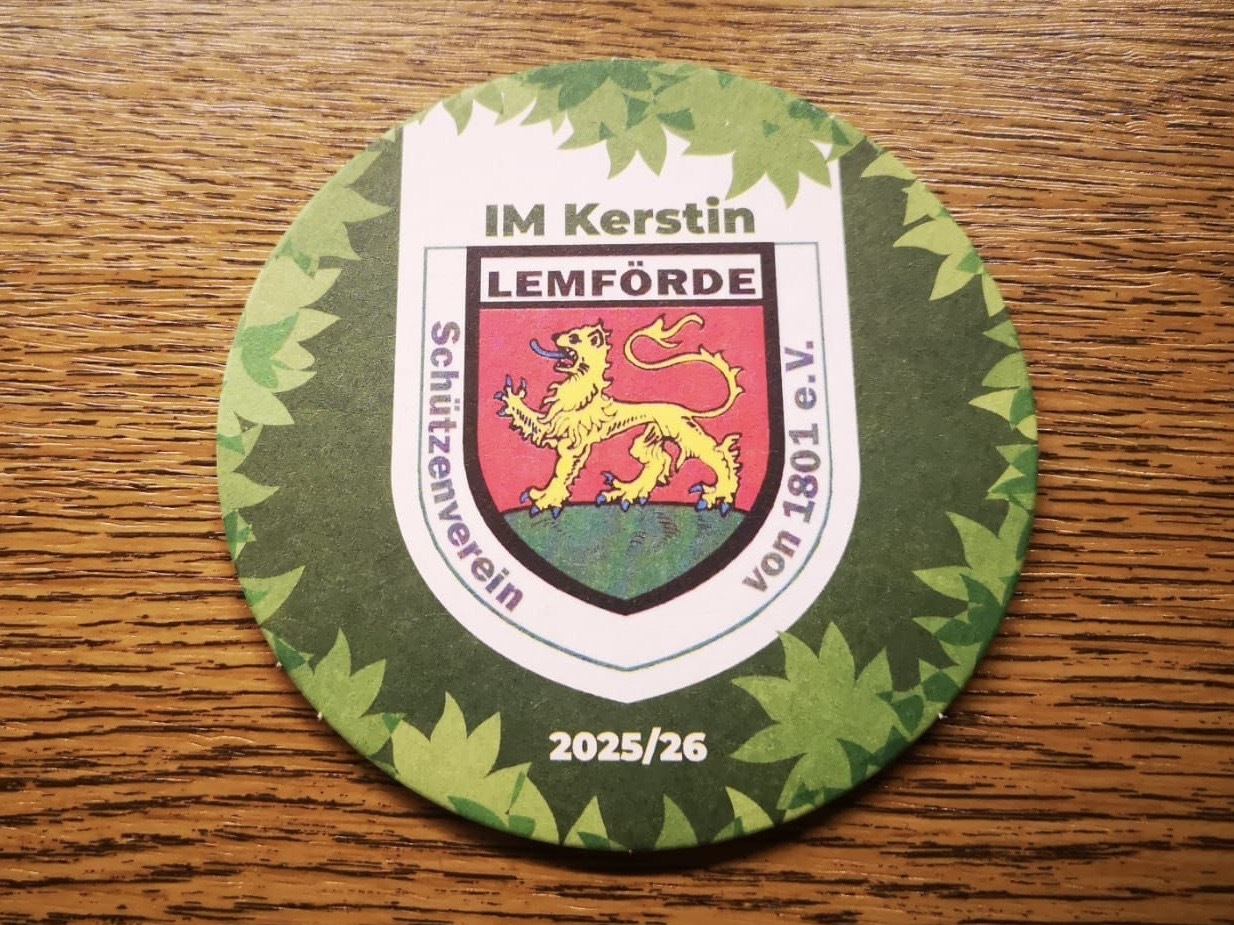 IM Kerstin
LEMFÖRDE
Schützenverein
von 1801 e.V.
2025/26